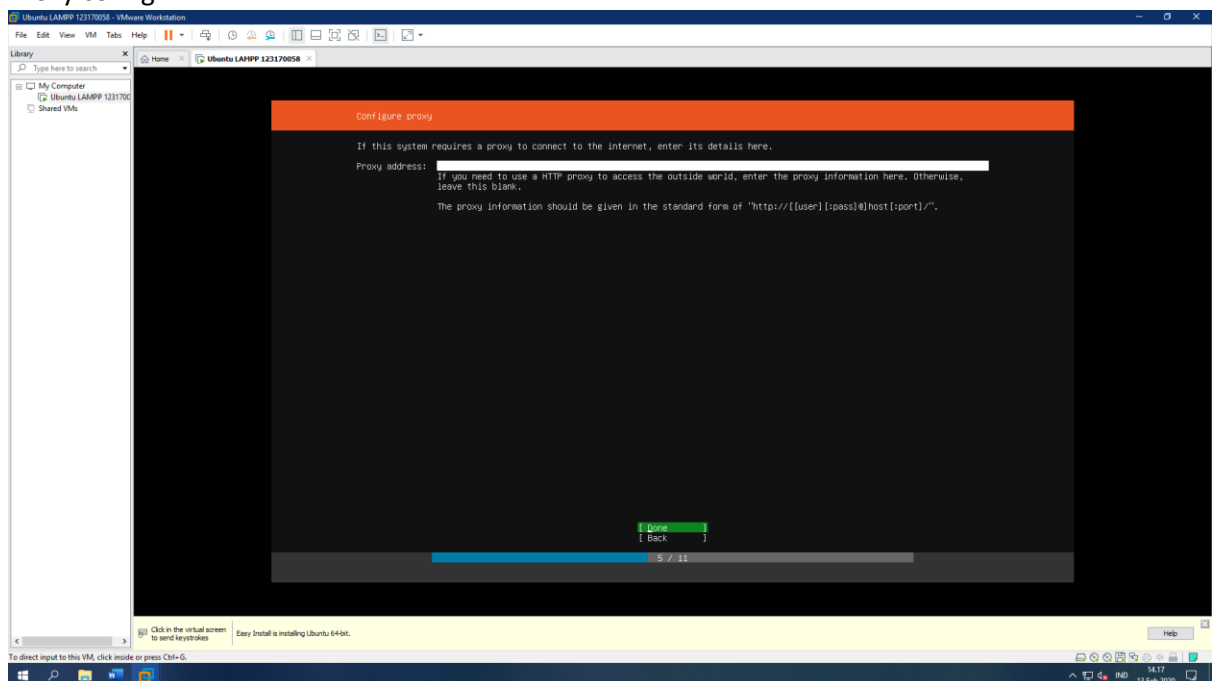 Ubuntu LAMPP 123170058 - VMware Workstation
File Edit View VM Tabs Help
Library
Home
Ubuntu LAMPP 123170058
Type here to search
My Computer
Ubuntu LAMPP 1231700
Shared VMs
Configure proxy
If this system requires a proxy to connect to the internet, enter its details here.
Proxy address:
If you need to use a HTTP proxy to access the outside world, enter the proxy information here. Otherwise,
leave this blank.
The proxy information should be given in the standard form of "http://[[user][:pass]@]host[:port]/".
[ Done ]
[ Back ]
5 / 11
Click in the virtual screen
to send keystrokes
Easy Install is installing Ubuntu 64-bit.
Help
To direct input to this VM, click inside or press Ctrl+G.
IND
14.17
13 Feb 2020